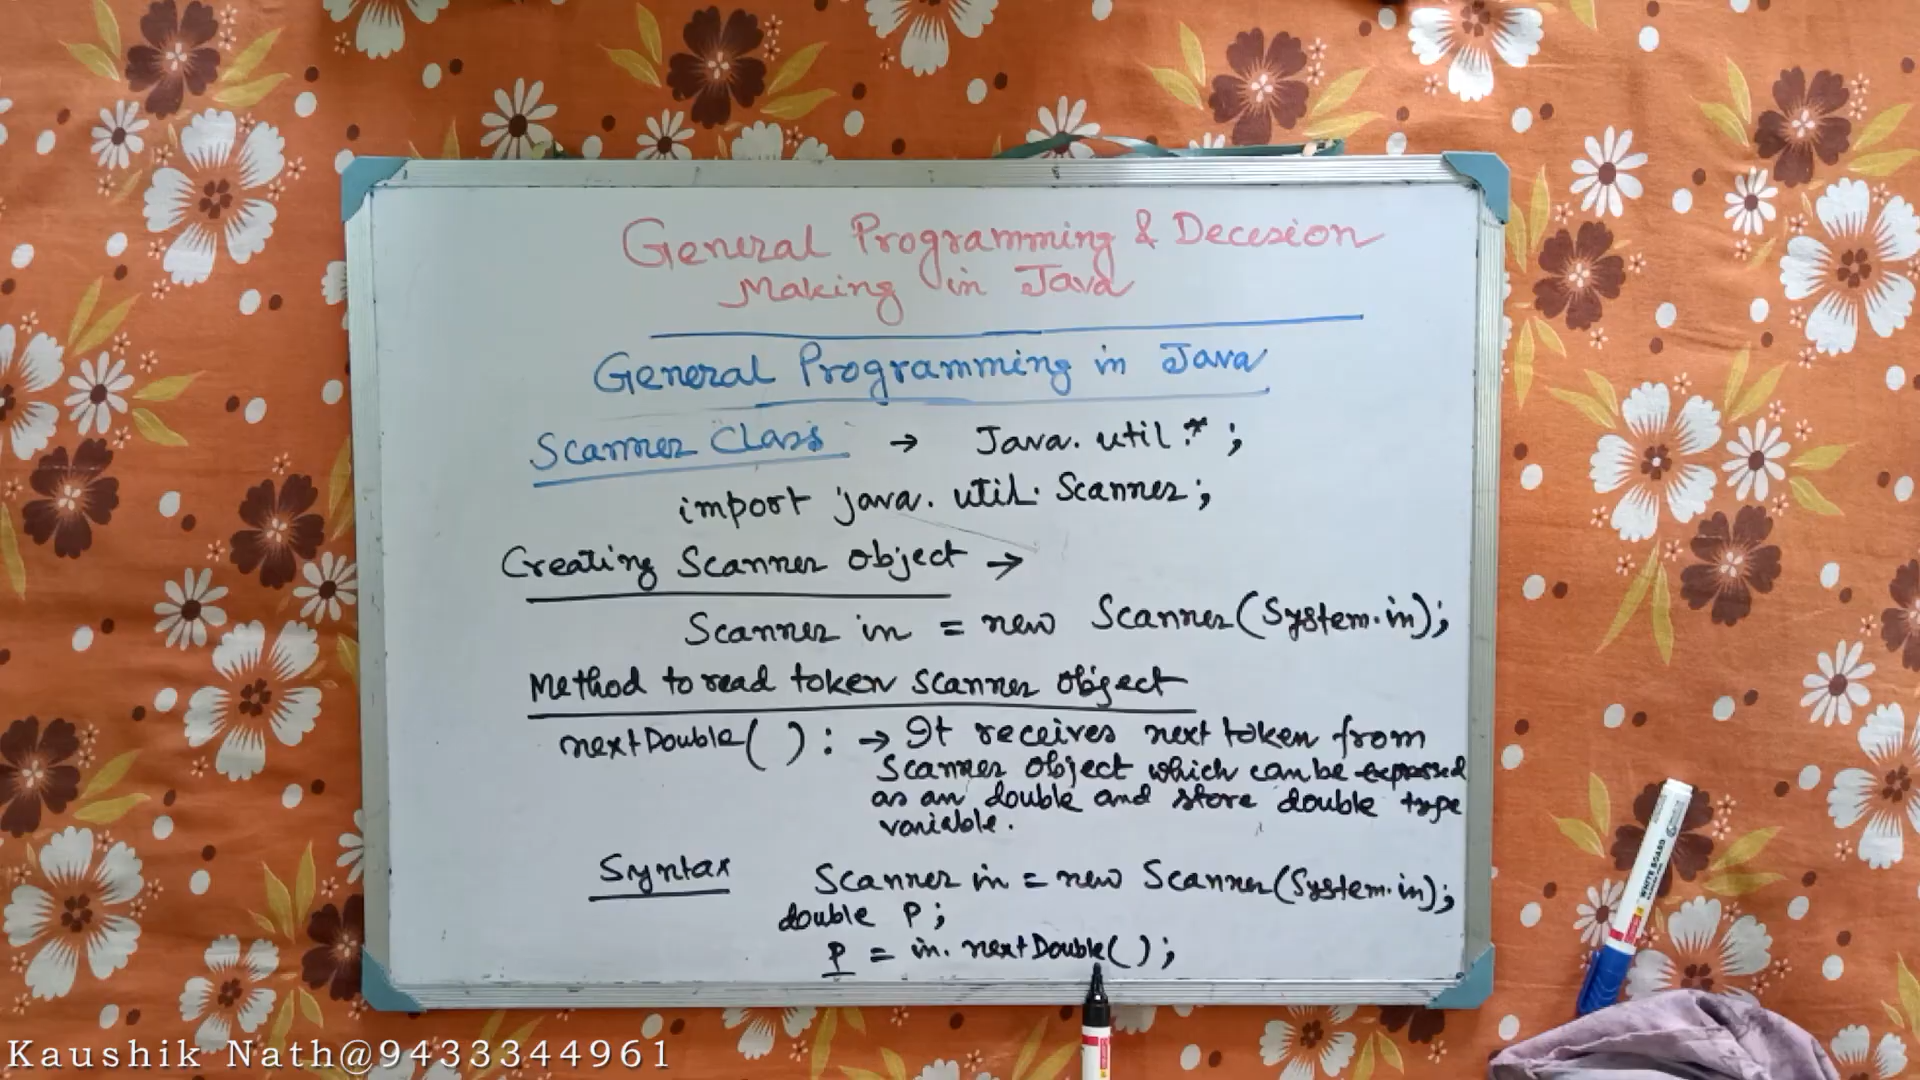 General Programming & Decesion
Making in Java
General Programming in Java
Scanner Class → Java.util.*;
import java.util.Scanner;
Creating Scanner object →
Scanner in = new Scanner(System.in);
Method to read token scanner object
nextDouble( ) : → It receives next token from
Scanner object which can be expressed
as an double and store double type
variable.
Syntax
Scanner in = new Scanner(System.in);
double P;
P = in.nextDouble( );
WHITE BOARD
Kaushik Nath@9433344961